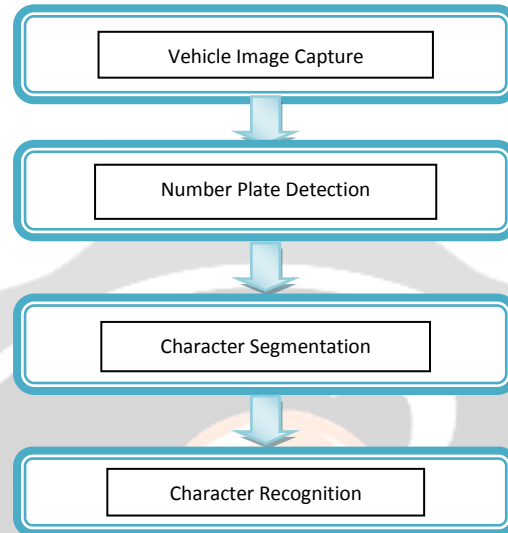 Vehicle Image Capture
Number Plate Detection
Character Segmentation
Character Recognition